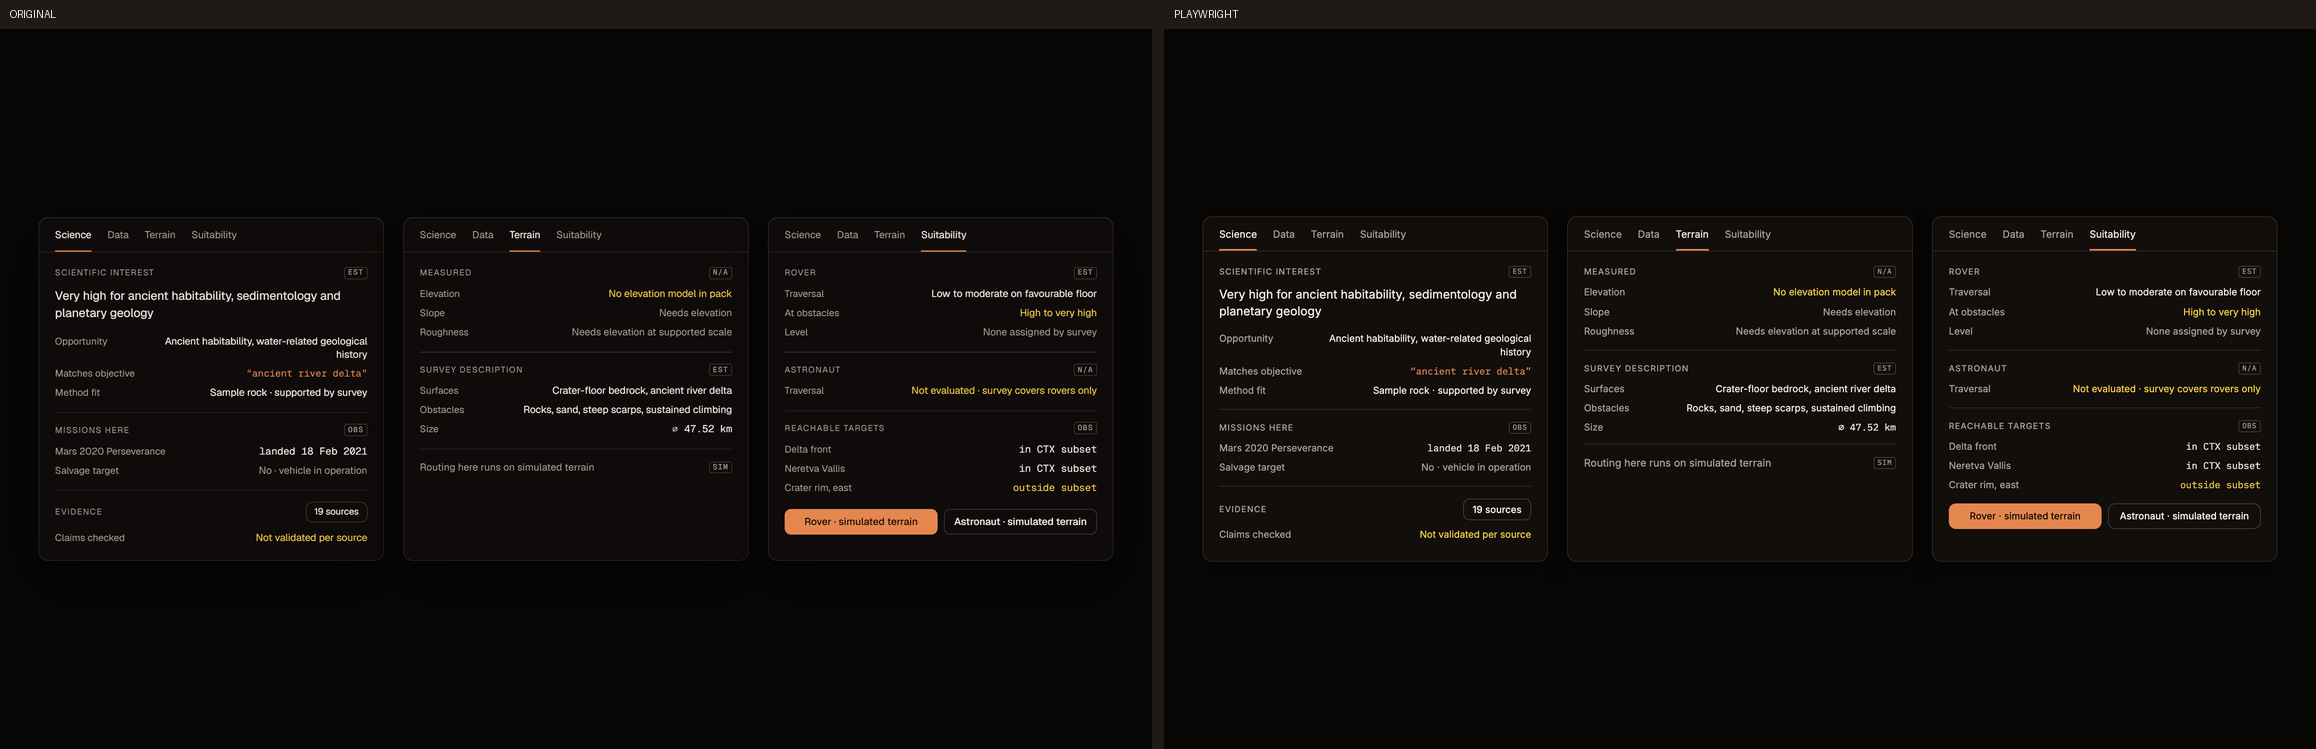 ORIGINAL
Science Data Terrain Suitability
SCIENTIFIC INTEREST EST
Very high for ancient habitability, sedimentology and
planetary geology
Opportunity Ancient habitability, water-related geological
history
Matches objective “ancient river delta”
Method fit Sample rock · supported by survey
MISSIONS HERE OBS
Mars 2020 Perseverance landed 18 Feb 2021
Salvage target No · vehicle in operation
EVIDENCE 19 sources
Claims checked Not validated per source
Science Data Terrain Suitability
MEASURED N/A
Elevation No elevation model in pack
Slope Needs elevation
Roughness Needs elevation at supported scale
SURVEY DESCRIPTION EST
Surfaces Crater-floor bedrock, ancient river delta
Obstacles Rocks, sand, steep scarps, sustained climbing
Size ⌀ 47.52 km
Routing here runs on simulated terrain SIM
Science Data Terrain Suitability
ROVER EST
Traversal Low to moderate on favourable floor
At obstacles High to very high
Level None assigned by survey
ASTRONAUT N/A
Traversal Not evaluated · survey covers rovers only
REACHABLE TARGETS OBS
Delta front in CTX subset
Neretva Vallis in CTX subset
Crater rim, east outside subset
Rover · simulated terrain Astronaut · simulated terrain
PLAYWRIGHT
Science Data Terrain Suitability
SCIENTIFIC INTEREST EST
Very high for ancient habitability, sedimentology and
planetary geology
Opportunity Ancient habitability, water-related geological
history
Matches objective “ancient river delta”
Method fit Sample rock · supported by survey
MISSIONS HERE OBS
Mars 2020 Perseverance landed 18 Feb 2021
Salvage target No · vehicle in operation
EVIDENCE 19 sources
Claims checked Not validated per source
Science Data Terrain Suitability
MEASURED N/A
Elevation No elevation model in pack
Slope Needs elevation
Roughness Needs elevation at supported scale
SURVEY DESCRIPTION EST
Surfaces Crater-floor bedrock, ancient river delta
Obstacles Rocks, sand, steep scarps, sustained climbing
Size ⌀ 47.52 km
Routing here runs on simulated terrain SIM
Science Data Terrain Suitability
ROVER EST
Traversal Low to moderate on favourable floor
At obstacles High to very high
Level None assigned by survey
ASTRONAUT N/A
Traversal Not evaluated · survey covers rovers only
REACHABLE TARGETS OBS
Delta front in CTX subset
Neretva Vallis in CTX subset
Crater rim, east outside subset
Rover · simulated terrain Astronaut · simulated terrain